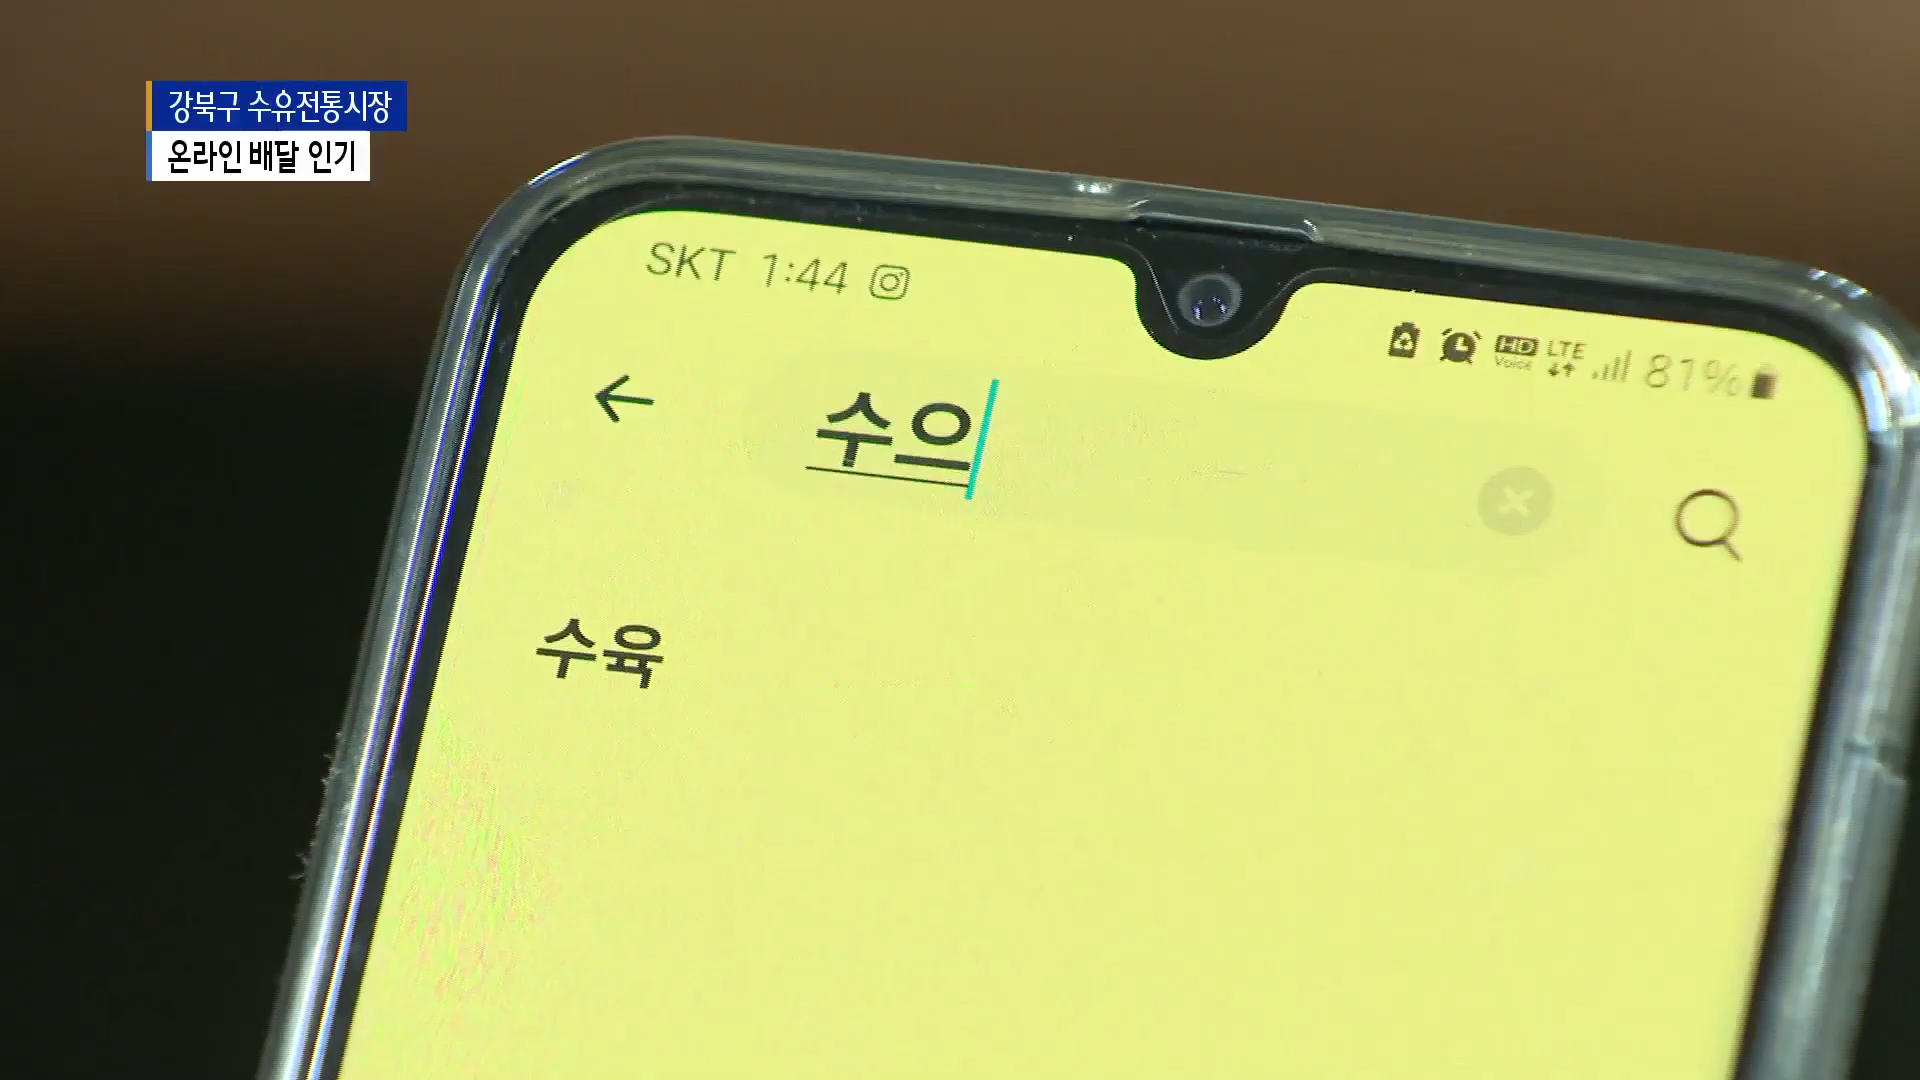 강북구 수유전통시장
온라인 배달 인기
SKT 1:44
HD Voice LTE 81%
수으
수육